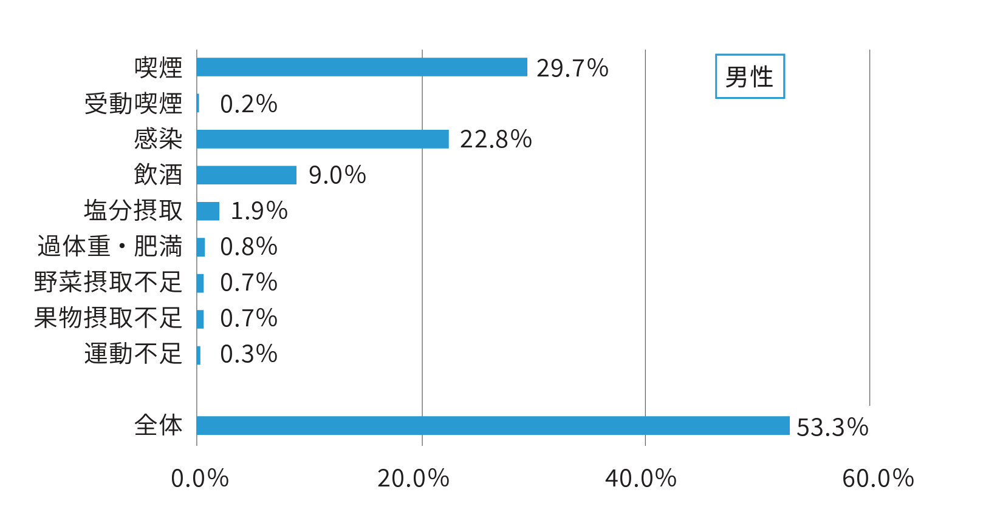 男性
喫煙 29.7%
受動喫煙 0.2%
感染 22.8%
飲酒 9.0%
塩分摂取 1.9%
過体重・肥満 0.8%
野菜摂取不足 0.7%
果物摂取不足 0.7%
運動不足 0.3%
全体 53.3%
0.0% 20.0% 40.0% 60.0%